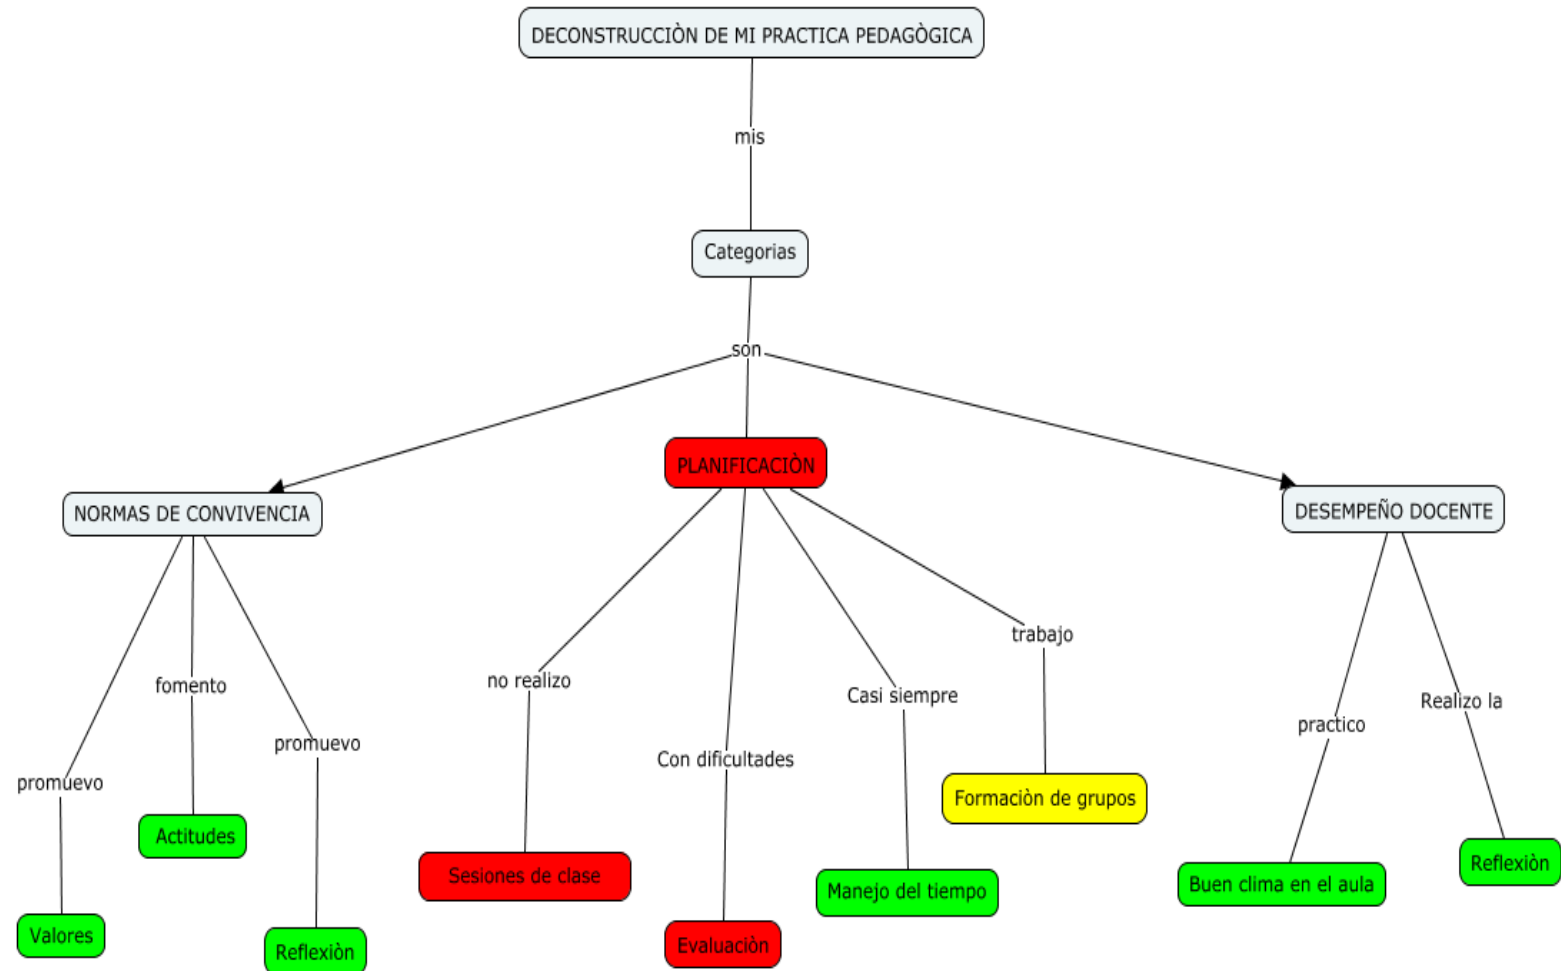 DECONSTRUCCIÒN DE MI PRACTICA PEDAGÒGICA
mis
Categorias
son
NORMAS DE CONVIVENCIA
PLANIFICACIÒN
DESEMPEÑO DOCENTE
promuevo
fomento
promuevo
no realizo
Con dificultades
Casi siempre
trabajo
practico
Realizo la
Valores
Actitudes
Reflexiòn
Sesiones de clase
Evaluaciòn
Manejo del tiempo
Formaciòn de grupos
Buen clima en el aula
Reflexiòn